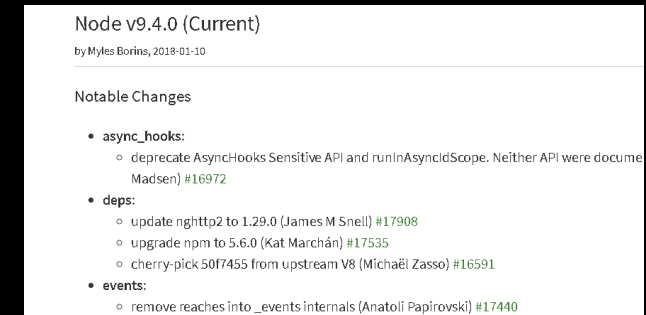 Node v9.4.0 (Current)
by Myles Borins, 2018-01-10
Notable Changes
• async_hooks:
○ deprecate AsyncHooks Sensitive API and runInAsyncIdScope. Neither API were docume
Madsen) #16972
• deps:
○ update nghttp2 to 1.29.0 (James M Snell) #17908
○ upgrade npm to 5.6.0 (Kat Marchán) #17535
○ cherry-pick 50f7455 from upstream V8 (Michaël Zasso) #16591
• events:
○ remove reaches into _events internals (Anatoli Papirovski) #17440